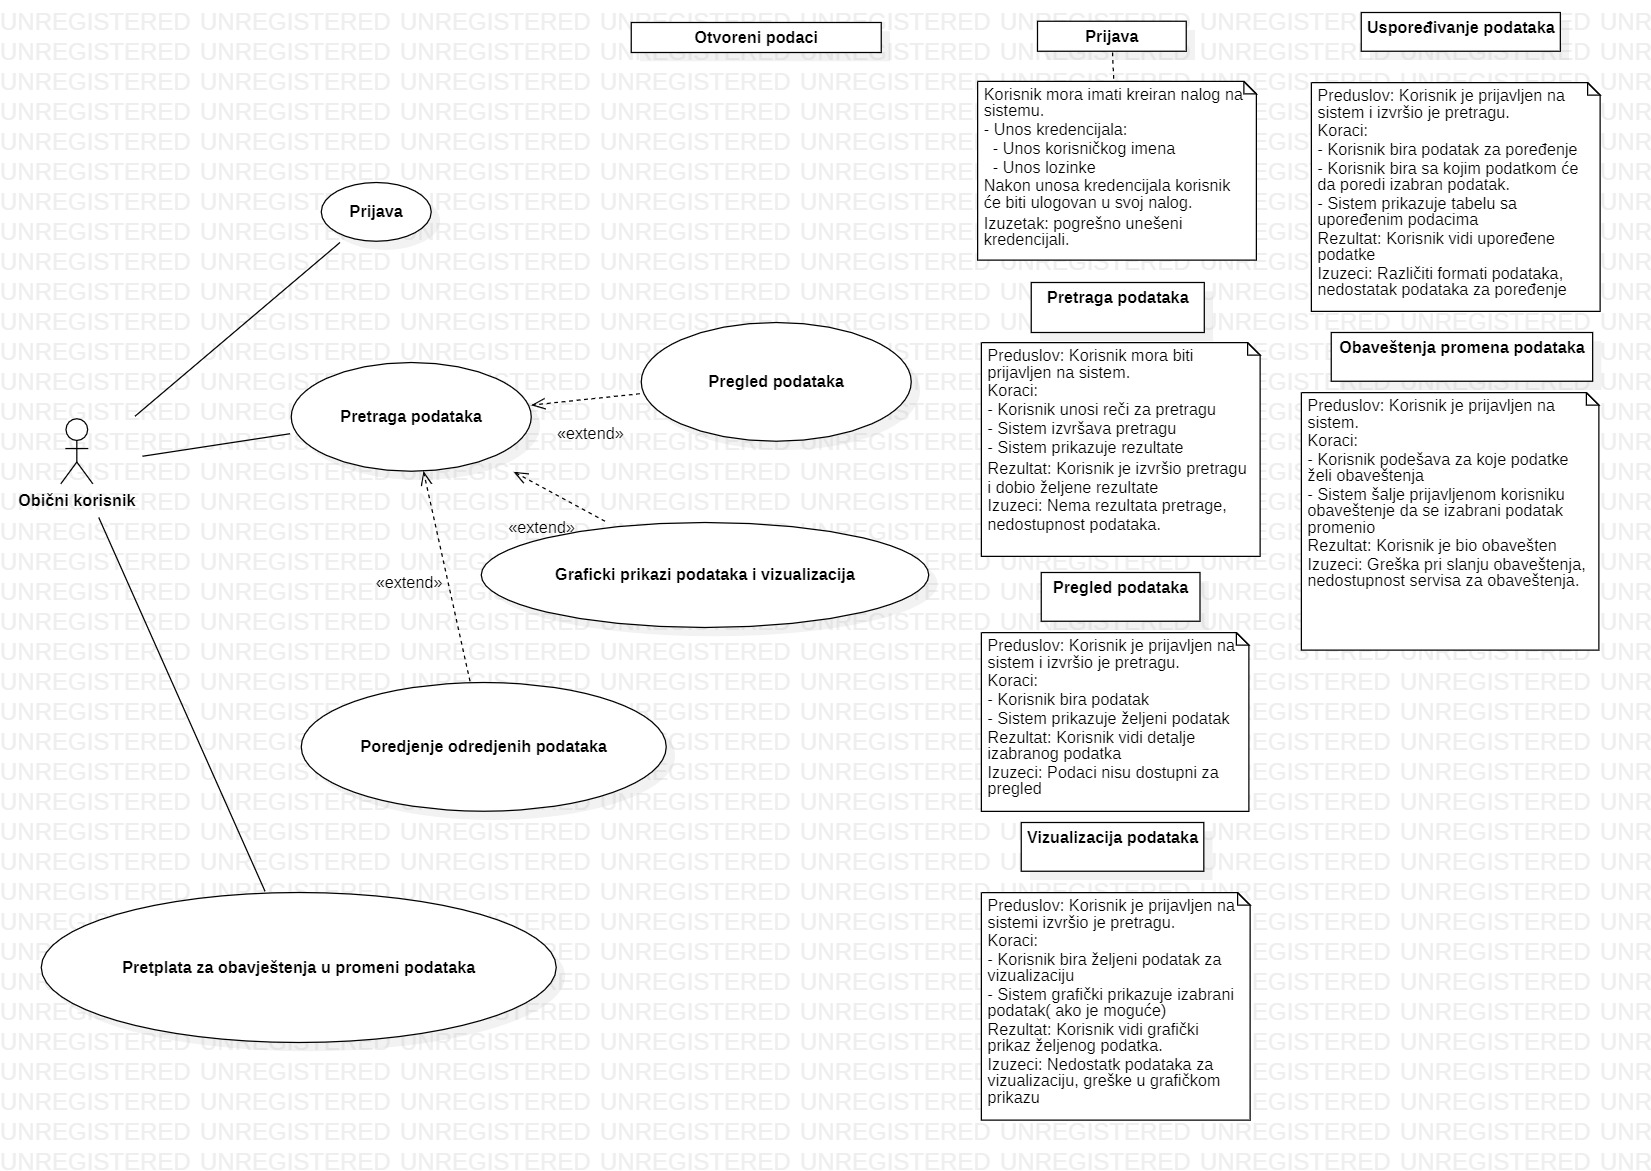 Otvoreni podaci
Prijava
Pretraga podataka
Pregled podataka
«extend»
Obični korisnik
«extend»
Graficki prikazi podataka i vizualizacija
«extend»
Poredjenje odredjenih podataka
Pretplata za obavještenja u promeni podataka
Prijava
Korisnik mora imati kreiran nalog na
sistemu.
- Unos kredencijala:
- Unos korisničkog imena
- Unos lozinke
Nakon unosa kredencijala korisnik
će biti ulogovan u svoj nalog.
Izuzetak: pogrešno unešeni
kredencijali.
Pretraga podataka
Preduslov: Korisnik mora biti
prijavljen na sistem.
Koraci:
- Korisnik unosi reči za pretragu
- Sistem izvršava pretragu
- Sistem prikazuje rezultate
Rezultat: Korisnik je izvršio pretragu
i dobio željene rezultate
Izuzeci: Nema rezultata pretrage,
nedostupnost podataka.
Pregled podataka
Preduslov: Korisnik je prijavljen na
sistem i izvršio je pretragu.
Koraci:
- Korisnik bira podatak
- Sistem prikazuje željeni podatak
Rezultat: Korisnik vidi detalje
izabranog podatka
Izuzeci: Podaci nisu dostupni za
pregled
Vizualizacija podataka
Preduslov: Korisnik je prijavljen na
sistemi izvršio je pretragu.
Koraci:
- Korisnik bira željeni podatak za
vizualizaciju
- Sistem grafički prikazuje izabrani
podatak( ako je moguće)
Rezultat: Korisnik vidi grafički
prikaz željenog podatka.
Izuzeci: Nedostatk podataka za
vizualizaciju, greške u grafičkom
prikazu
Uspoređivanje podataka
Preduslov: Korisnik je prijavljen na
sistem i izvršio je pretragu.
Koraci:
- Korisnik bira podatak za poređenje
- Korisnik bira sa kojim podatkom će
da poredi izabran podatak.
- Sistem prikazuje tabelu sa
upoređenim podacima
Rezultat: Korisnik vidi upoređene
podatke
Izuzeci: Različiti formati podataka,
nedostatak podataka za poređenje
Obaveštenja promena podataka
Preduslov: Korisnik je prijavljen na
sistem.
Koraci:
- Korisnik podešava za koje podatke
želi obaveštenja
- Sistem šalje prijavljenom korisniku
obaveštenje da se izabrani podatak
promenio
Rezultat: Korisnik je bio obavešten
Izuzeci: Greška pri slanju obaveštenja,
nedostupnost servisa za obaveštenja.